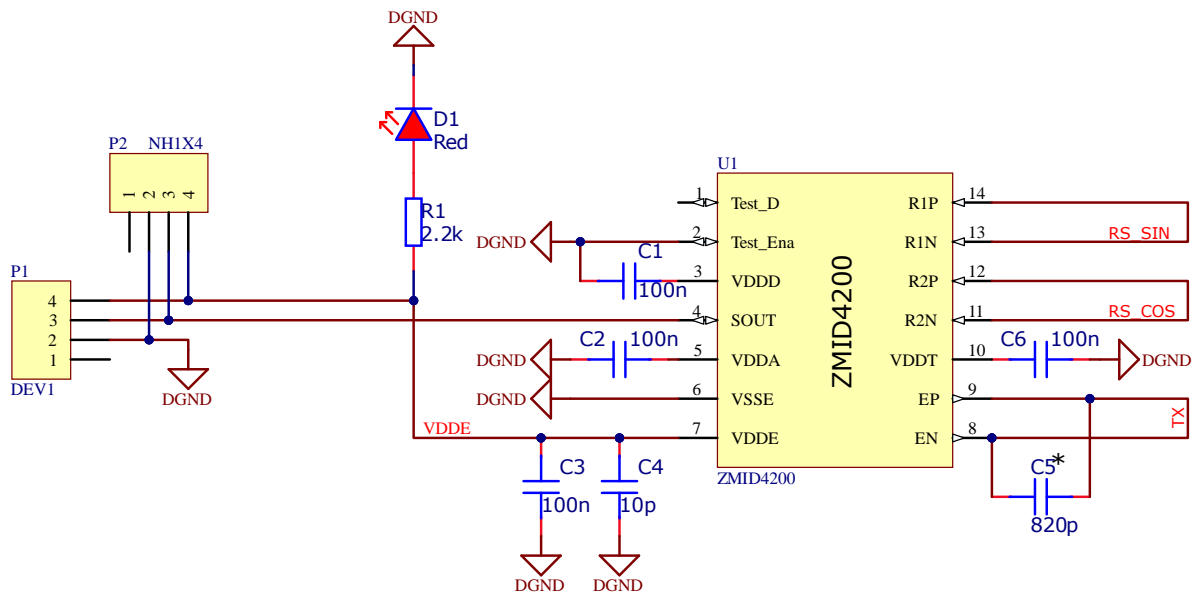 DGND
D1
Red
P2 NH1X4
1 2 3 4
R1
2.2k
P1
4
3
2
1
DEV1
DGND
U1
1 Test_D R1P 14
DGND 2 Test_Ena R1N 13 RS_SIN
C1
100n
3 VDDD R2P 12
4 SOUT R2N 11 RS_COS
DGND C2 100n 5 VDDA VDDT 10 C6 100n DGND
DGND 6 VSSE EP 9
VDDE 7 VDDE EN 8
TX
ZMID4200
ZMID4200
C3
100n
C4
10p
C5*
820p
DGND
DGND